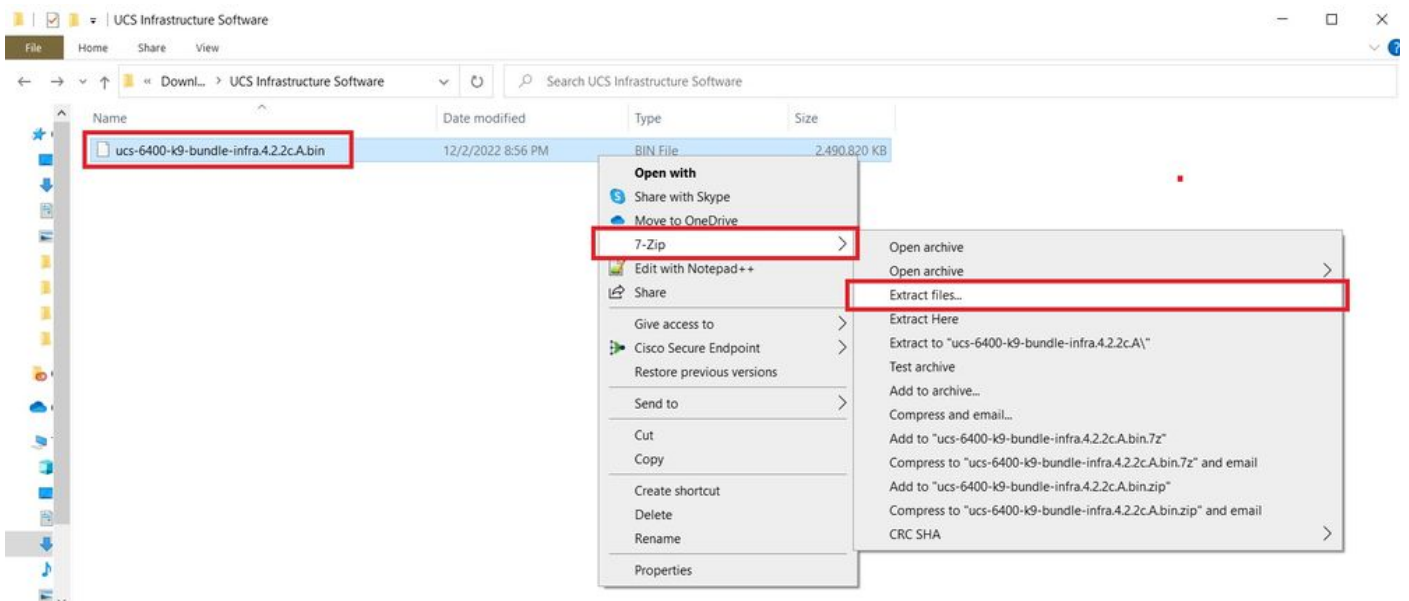 UCS Infrastructure Software
File Home Share View
« Downl... > UCS Infrastructure Software
Search UCS Infrastructure Software
Name Date modified Type Size
ucs-6400-k9-bundle-infra.4.2.2c.A.bin 12/2/2022 8:56 PM BIN File 2,490,820 KB
Open with
Share with Skype
Move to OneDrive
7-Zip
Edit with Notepad++
Share
Give access to
Cisco Secure Endpoint
Restore previous versions
Send to
Cut
Copy
Create shortcut
Delete
Rename
Properties
Open archive
Open archive
Extract files...
Extract Here
Extract to "ucs-6400-k9-bundle-infra.4.2.2c.A\"
Test archive
Add to archive...
Compress and email...
Add to "ucs-6400-k9-bundle-infra.4.2.2c.A.bin.7z"
Compress to "ucs-6400-k9-bundle-infra.4.2.2c.A.bin.7z" and email
Add to "ucs-6400-k9-bundle-infra.4.2.2c.A.bin.zip"
Compress to "ucs-6400-k9-bundle-infra.4.2.2c.A.bin.zip" and email
CRC SHA